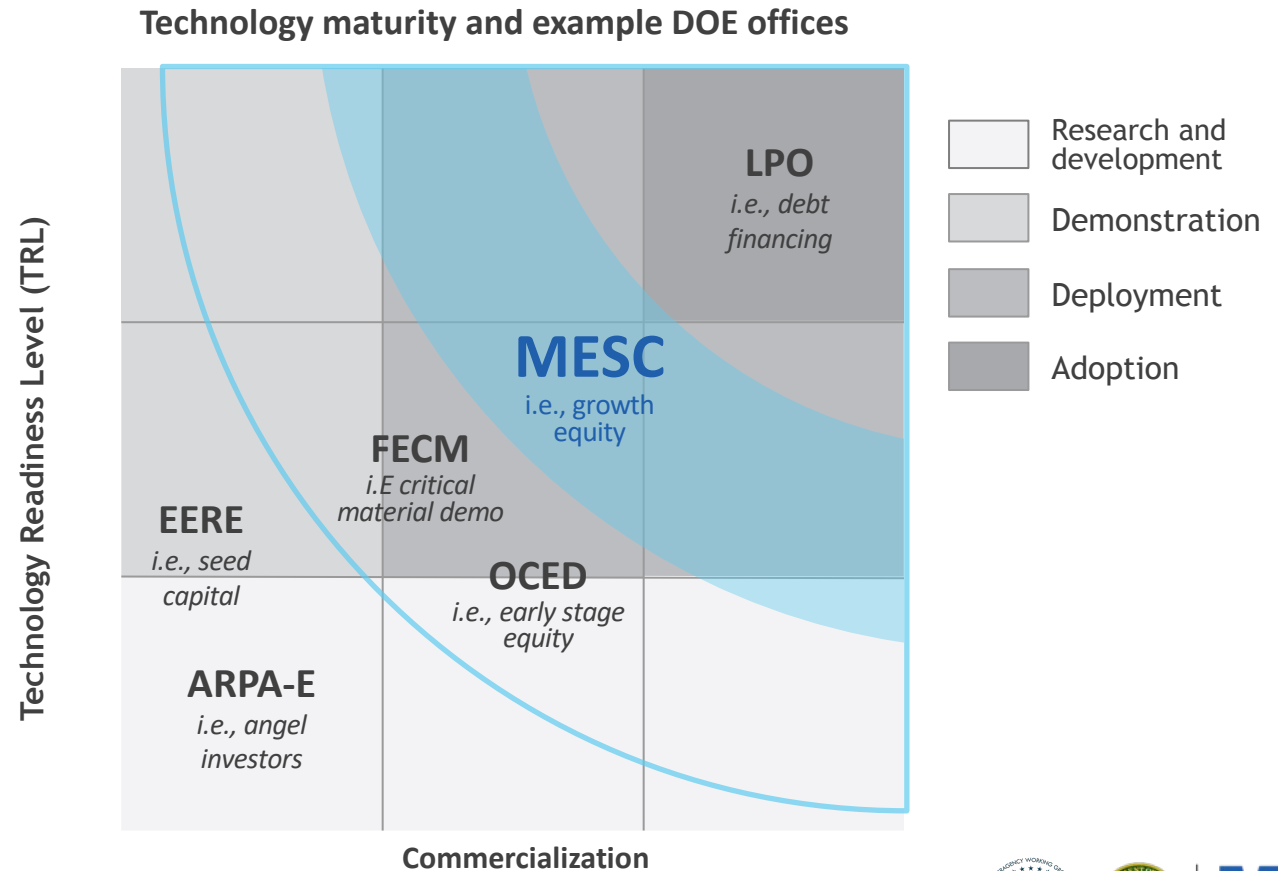 Technology maturity and example DOE offices
Technology Readiness Level (TRL)
LPO
i.e., debt
financing
MESC
i.e., growth
equity
FECM
i.E critical
material demo
EERE
i.e., seed
capital
OCED
i.e., early stage
equity
ARPA-E
i.e., angel
investors
Commercialization
Research and
development
Demonstration
Deployment
Adoption